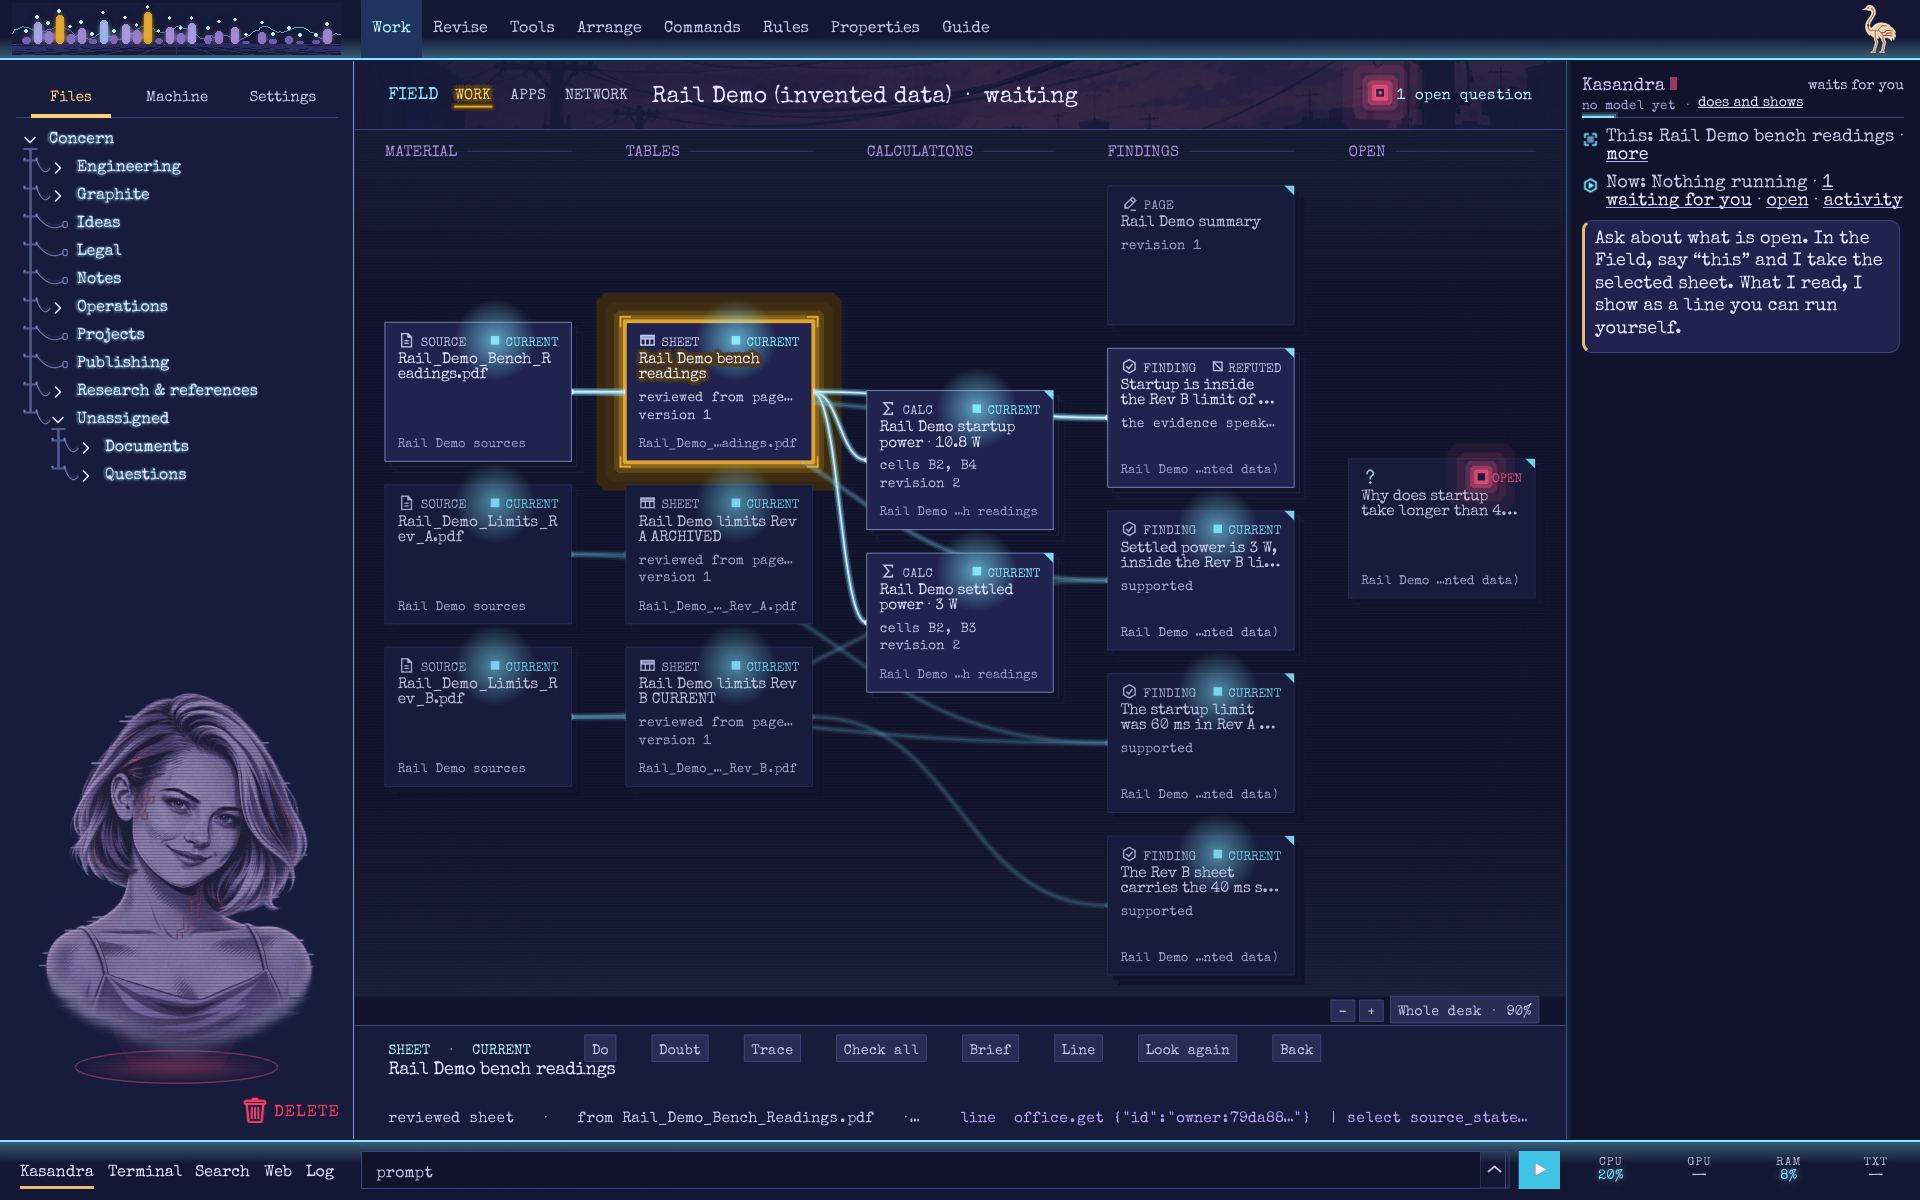 Work Revise Tools Arrange Commands Rules Properties Guide
Files Machine Settings
Concern
Engineering
Graphite
Ideas
Legal
Notes
Operations
Projects
Publishing
Research & references
Unassigned
Documents
Questions
DELETE
FIELD WORK APPS NETWORK Rail Demo (invented data) · waiting
1 open question
MATERIAL TABLES CALCULATIONS FINDINGS OPEN
SOURCE CURRENT
Rail_Demo_Bench_R
eadings.pdf
Rail Demo sources
SOURCE CURRENT
Rail_Demo_Limits_R
ev_A.pdf
Rail Demo sources
SOURCE CURRENT
Rail_Demo_Limits_R
ev_B.pdf
Rail Demo sources
SHEET CURRENT
Rail Demo bench
readings
reviewed from page…
version 1
Rail_Demo_…adings.pdf
SHEET CURRENT
Rail Demo limits Rev
A ARCHIVED
reviewed from page…
version 1
Rail_Demo_…_Rev_A.pdf
SHEET CURRENT
Rail Demo limits Rev
B CURRENT
reviewed from page…
version 1
Rail_Demo_…_Rev_B.pdf
CALC CURRENT
Rail Demo startup
power · 10.8 W
cells B2, B4
revision 2
Rail Demo …h readings
CALC CURRENT
Rail Demo settled
power · 3 W
cells B2, B3
revision 2
Rail Demo …h readings
PAGE
Rail Demo summary
revision 1
FINDING REFUTED
Startup is inside
the Rev B limit of …
the evidence speak…
Rail Demo …nted data)
FINDING CURRENT
Settled power is 3 W,
inside the Rev B li…
supported
Rail Demo …nted data)
FINDING CURRENT
The startup limit
was 60 ms in Rev A …
supported
Rail Demo …nted data)
FINDING CURRENT
The Rev B sheet
carries the 40 ms s…
supported
Rail Demo …nted data)
? OPEN
Why does startup
take longer than 4…
Rail Demo …nted data)
- + Whole desk · 90%
SHEET · CURRENT
Rail Demo bench readings
Do Doubt Trace Check all Brief Line Look again Back
reviewed sheet · from Rail_Demo_Bench_Readings.pdf ·… line office.get {"id":"owner:79da88…"} | select source_state…
Kasandra waits for you
no model yet · does and shows
This: Rail Demo bench readings ·
more
Now: Nothing running · 1
waiting for you · open · activity
Ask about what is open. In the
Field, say “this” and I take the
selected sheet. What I read, I
show as a line you can run
yourself.
Kasandra Terminal Search Web Log
prompt
CPU GPU RAM TXT
20% — 8% —